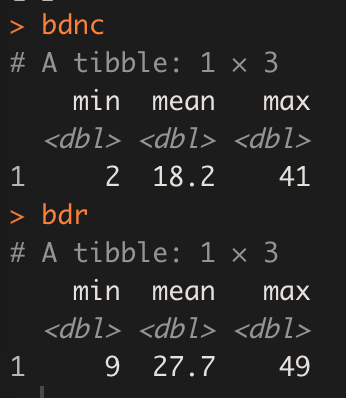 > bdnc
# A tibble: 1 × 3
min mean max
<dbl> <dbl> <dbl>
1 2 18.2 41
> bdr
# A tibble: 1 × 3
min mean max
<dbl> <dbl> <dbl>
1 9 27.7 49